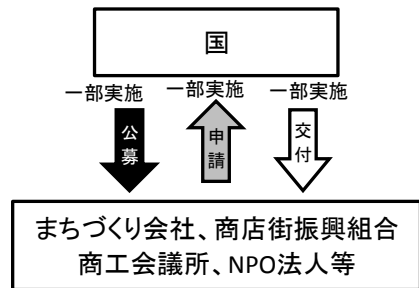 国
一部実施 一部実施 一部実施
公募 申請 交付
まちづくり会社、商店街振興組合
商工会議所、NPO法人等